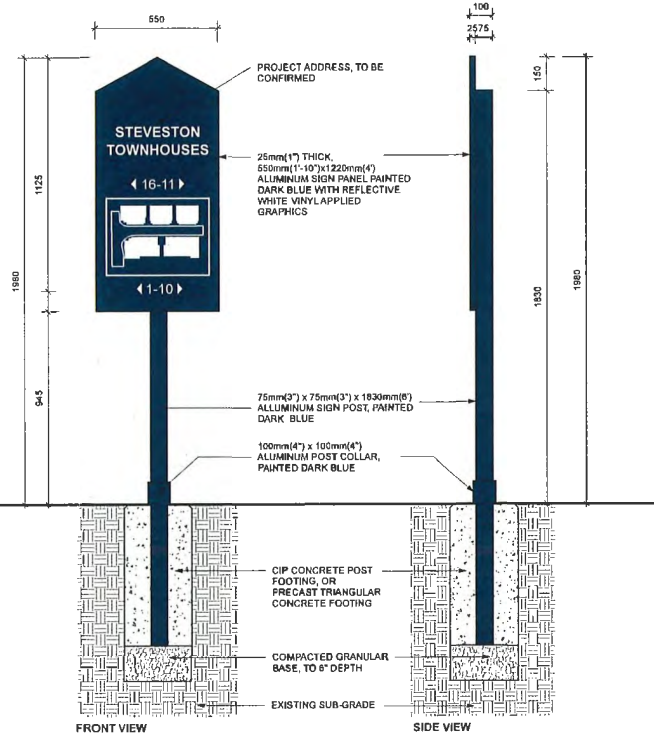 550
100
2575
150
PROJECT ADDRESS, TO BE
CONFIRMED
STEVESTON
TOWNHOUSES
16-11
1-10
25mm(1") THICK,
550mm(1'-10")x1220mm(4')
ALUMINUM SIGN PANEL PAINTED
DARK BLUE WITH REFLECTIVE
WHITE VINYL APPLIED
GRAPHICS
1125
1980
945
1830
1980
75mm(3") x 75mm(3") x 1830mm(6')
ALLUMINUM SIGN POST, PAINTED
DARK BLUE
100mm(4") x 100mm(4")
ALUMINUM POST COLLAR,
PAINTED DARK BLUE
CIP CONCRETE POST
FOOTING, OR
PRECAST TRIANGULAR
CONCRETE FOOTING
COMPACTED GRANULAR
BASE, TO 6" DEPTH
EXISTING SUB-GRADE
FRONT VIEW
SIDE VIEW